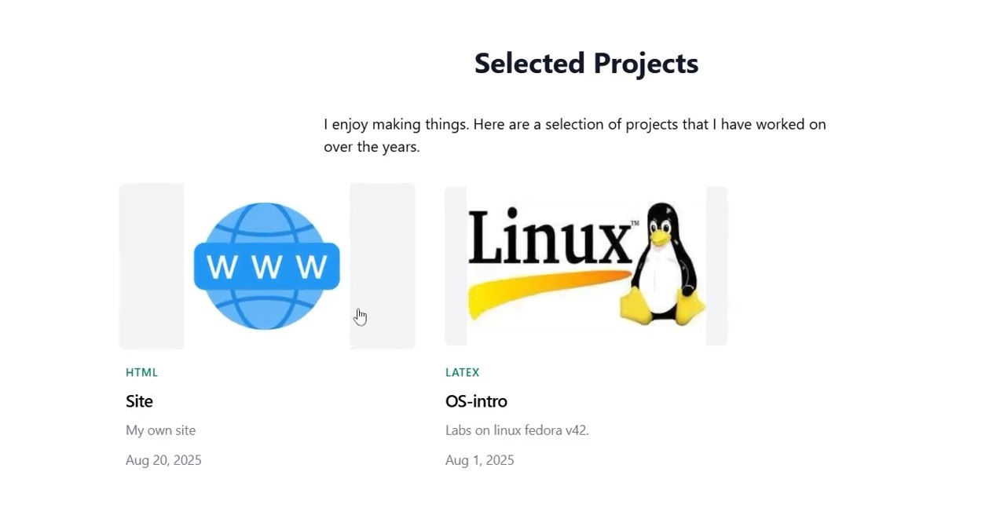 Selected Projects
I enjoy making things. Here are a selection of projects that I have worked on
over the years.
W W W
Linux™
HTML
Site
My own site
Aug 20, 2025
LATEX
OS-intro
Labs on linux fedora v42.
Aug 1, 2025